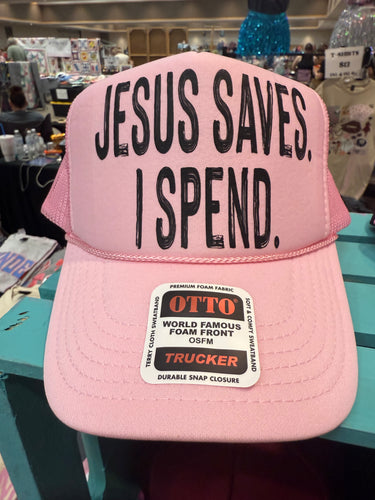 JESUS SAVES.
I SPEND.
PREMIUM FOAM FABRIC
OTTO®
WORLD FAMOUS
FOAM FRONT
OSFM
TRUCKER
DURABLE SNAP CLOSURE
TERRY CLOTH SWEATBAND
SOFT & COMFY SWEATBAND
T-SHIRTS